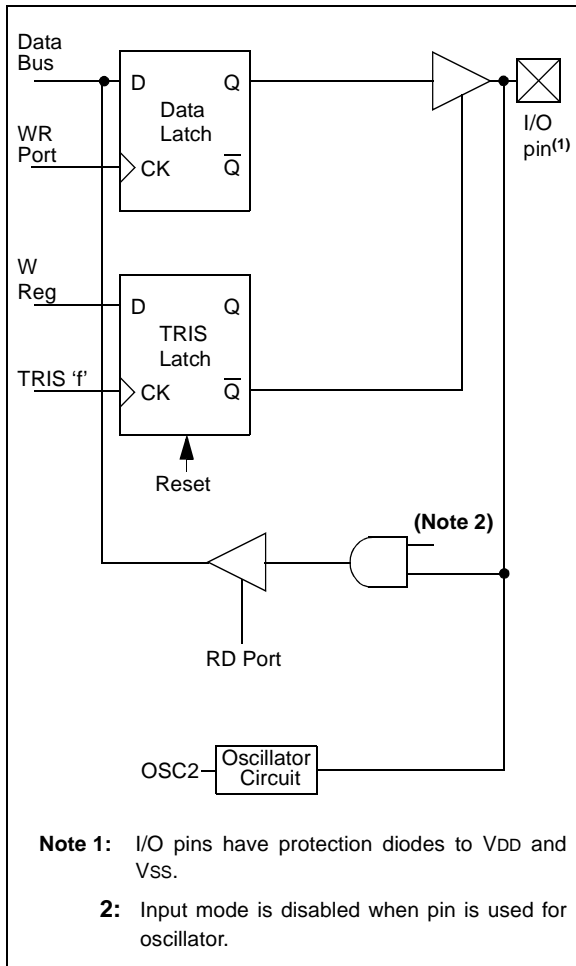 Data
Bus
D Q
Data
Latch
WR
Port
CK Q
I/O
pin(1)
W
Reg
D Q
TRIS
Latch
TRIS ‘f’
CK Q
Reset
(Note 2)
RD Port
OSC2
Oscillator
Circuit
Note 1: I/O pins have protection diodes to VDD and
VSS.
2: Input mode is disabled when pin is used for
oscillator.